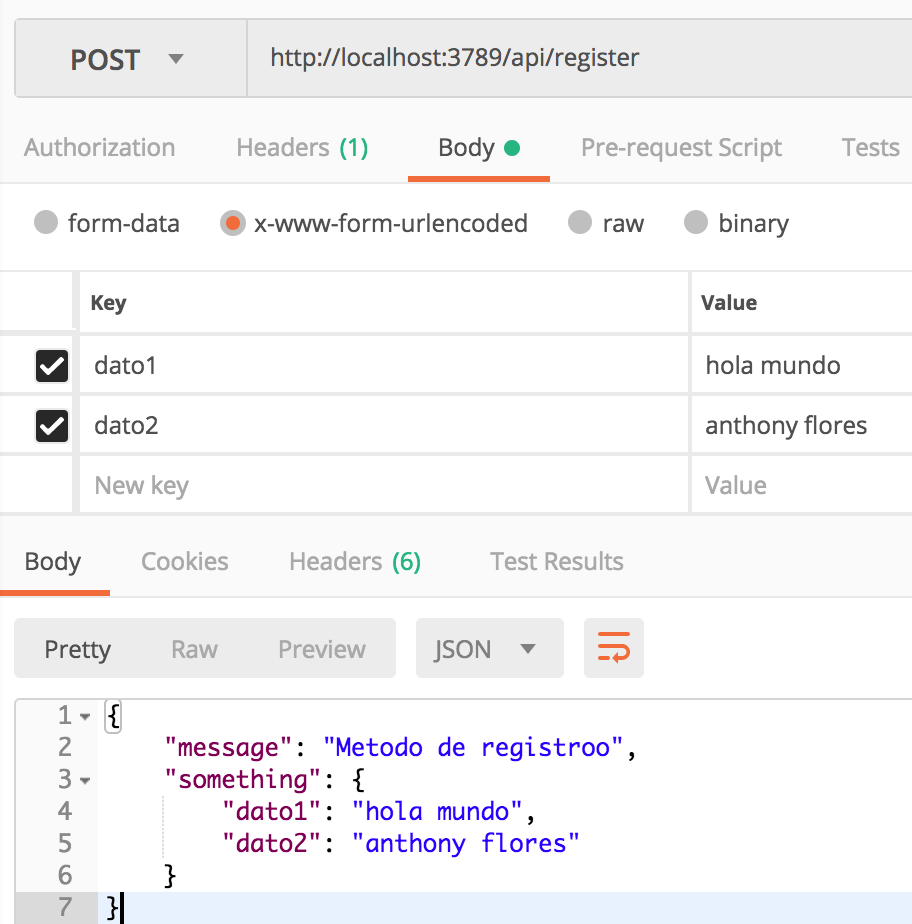 POST http://localhost:3789/api/register
Authorization Headers (1) Body Pre-request Script Tests
form-data x-www-form-urlencoded raw binary
Key Value
dato1 hola mundo
dato2 anthony flores
New key Value
Body Cookies Headers (6) Test Results
Pretty Raw Preview JSON
1 {
2 "message": "Metodo de registroo",
3 "something": {
4 "dato1": "hola mundo",
5 "dato2": "anthony flores"
6 }
7 }